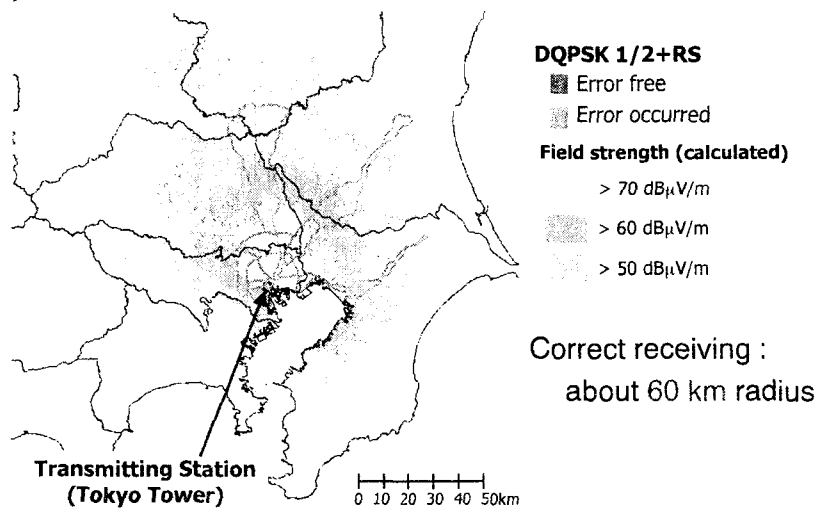 DQPSK 1/2+RS
Error free
Error occurred
Field strength (calculated)
> 70 dBμV/m
> 60 dBμV/m
> 50 dBμV/m
Correct receiving :
about 60 km radius
Transmitting Station
(Tokyo Tower)
0 10 20 30 40 50km